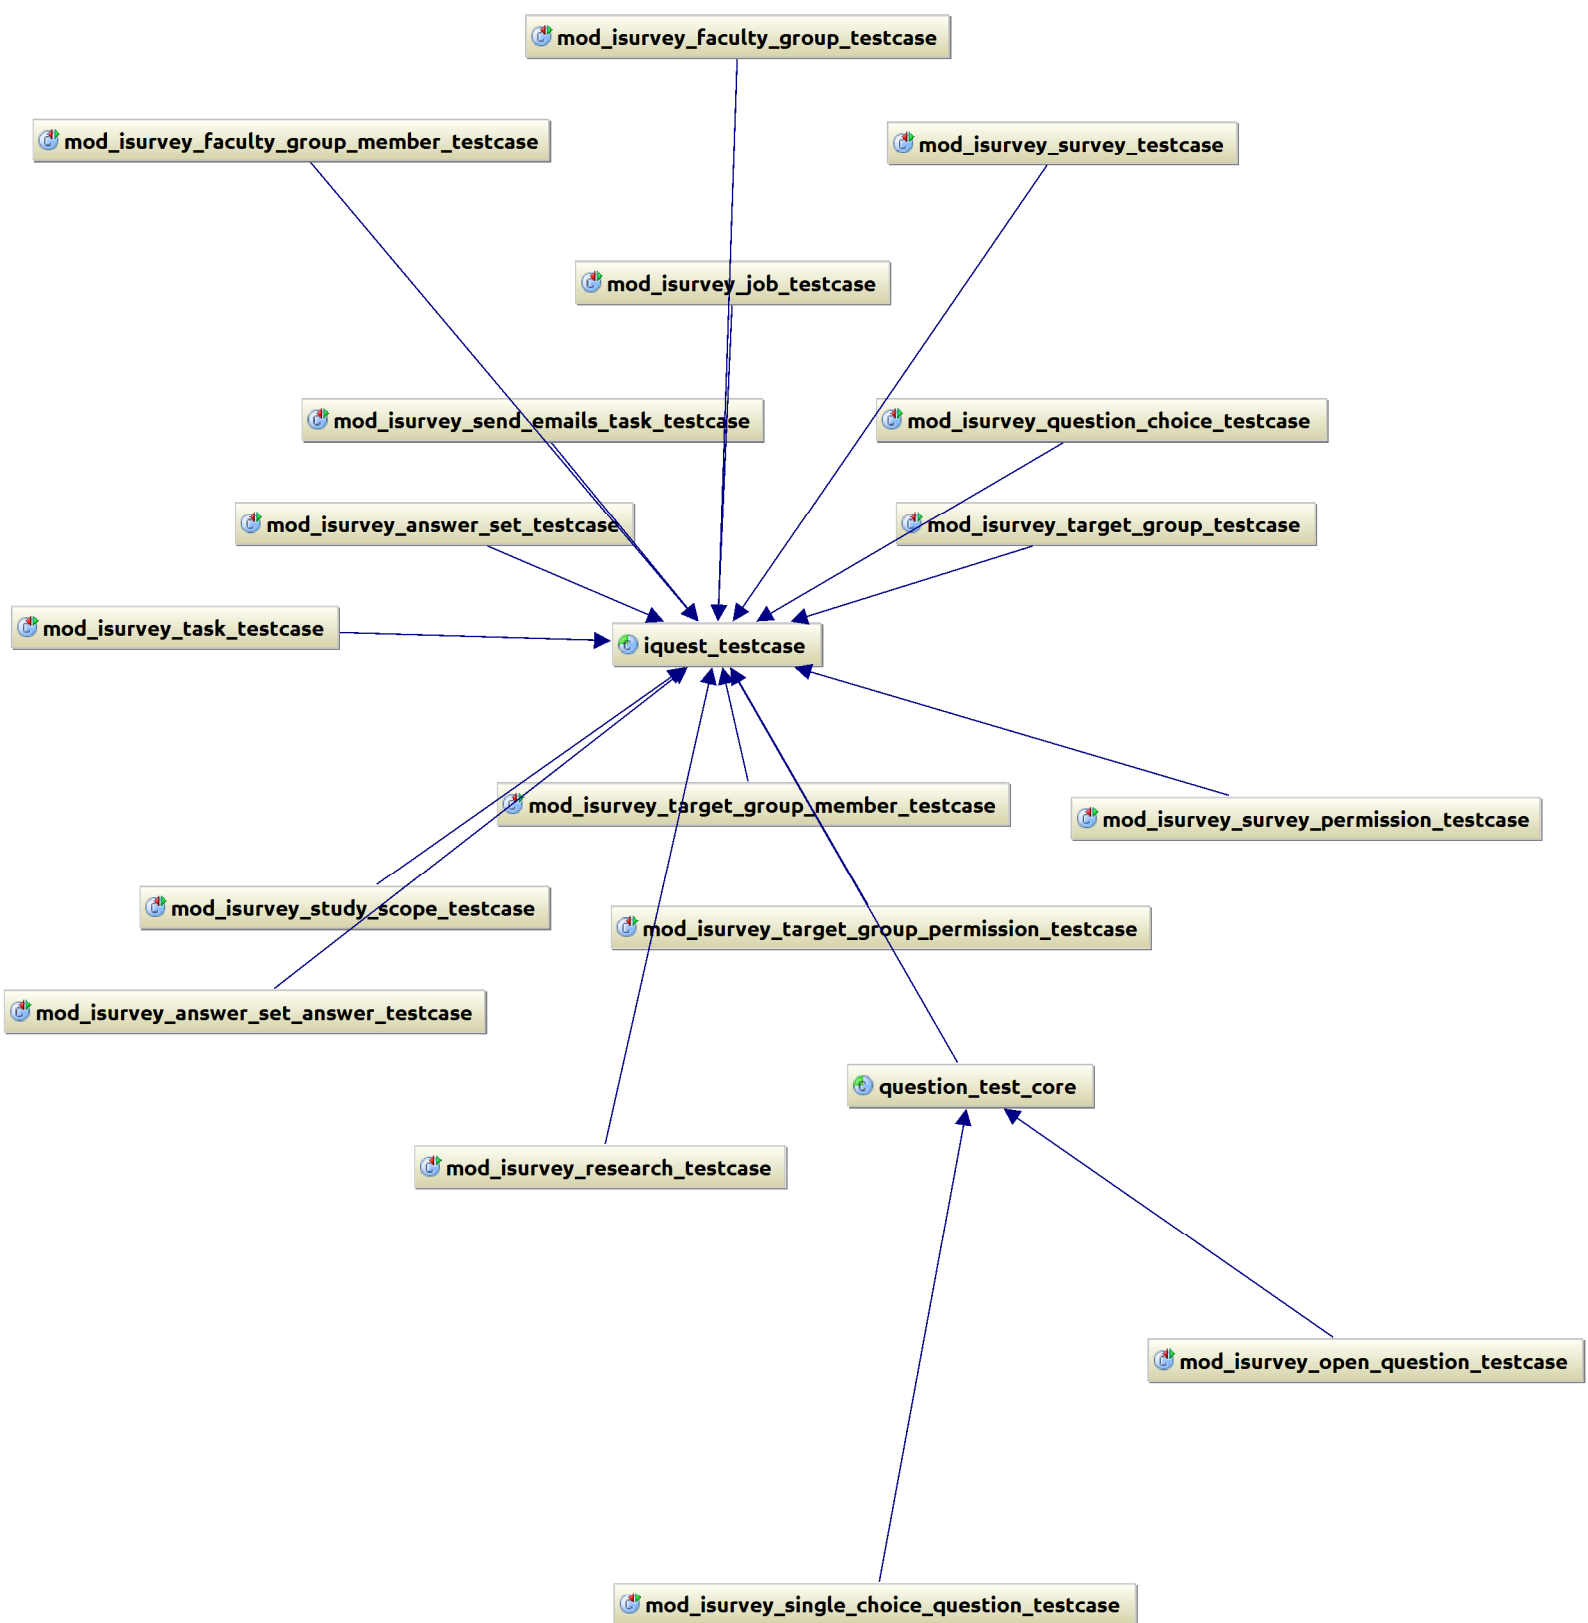 mod_isurvey_faculty_group_testcase
mod_isurvey_faculty_group_member_testcase
mod_isurvey_survey_testcase
mod_isurvey_job_testcase
mod_isurvey_send_emails_task_testcase
mod_isurvey_question_choice_testcase
mod_isurvey_answer_set_testcase
mod_isurvey_target_group_testcase
mod_isurvey_task_testcase
iquest_testcase
mod_isurvey_target_group_member_testcase
mod_isurvey_survey_permission_testcase
mod_isurvey_study_scope_testcase
mod_isurvey_target_group_permission_testcase
mod_isurvey_answer_set_answer_testcase
question_test_core
mod_isurvey_research_testcase
mod_isurvey_open_question_testcase
mod_isurvey_single_choice_question_testcase